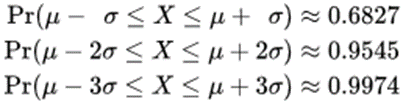 Pr(μ − σ ≤ X ≤ μ + σ) ≈ 0.6827
Pr(μ − 2σ ≤ X ≤ μ + 2σ) ≈ 0.9545
Pr(μ − 3σ ≤ X ≤ μ + 3σ) ≈ 0.9974